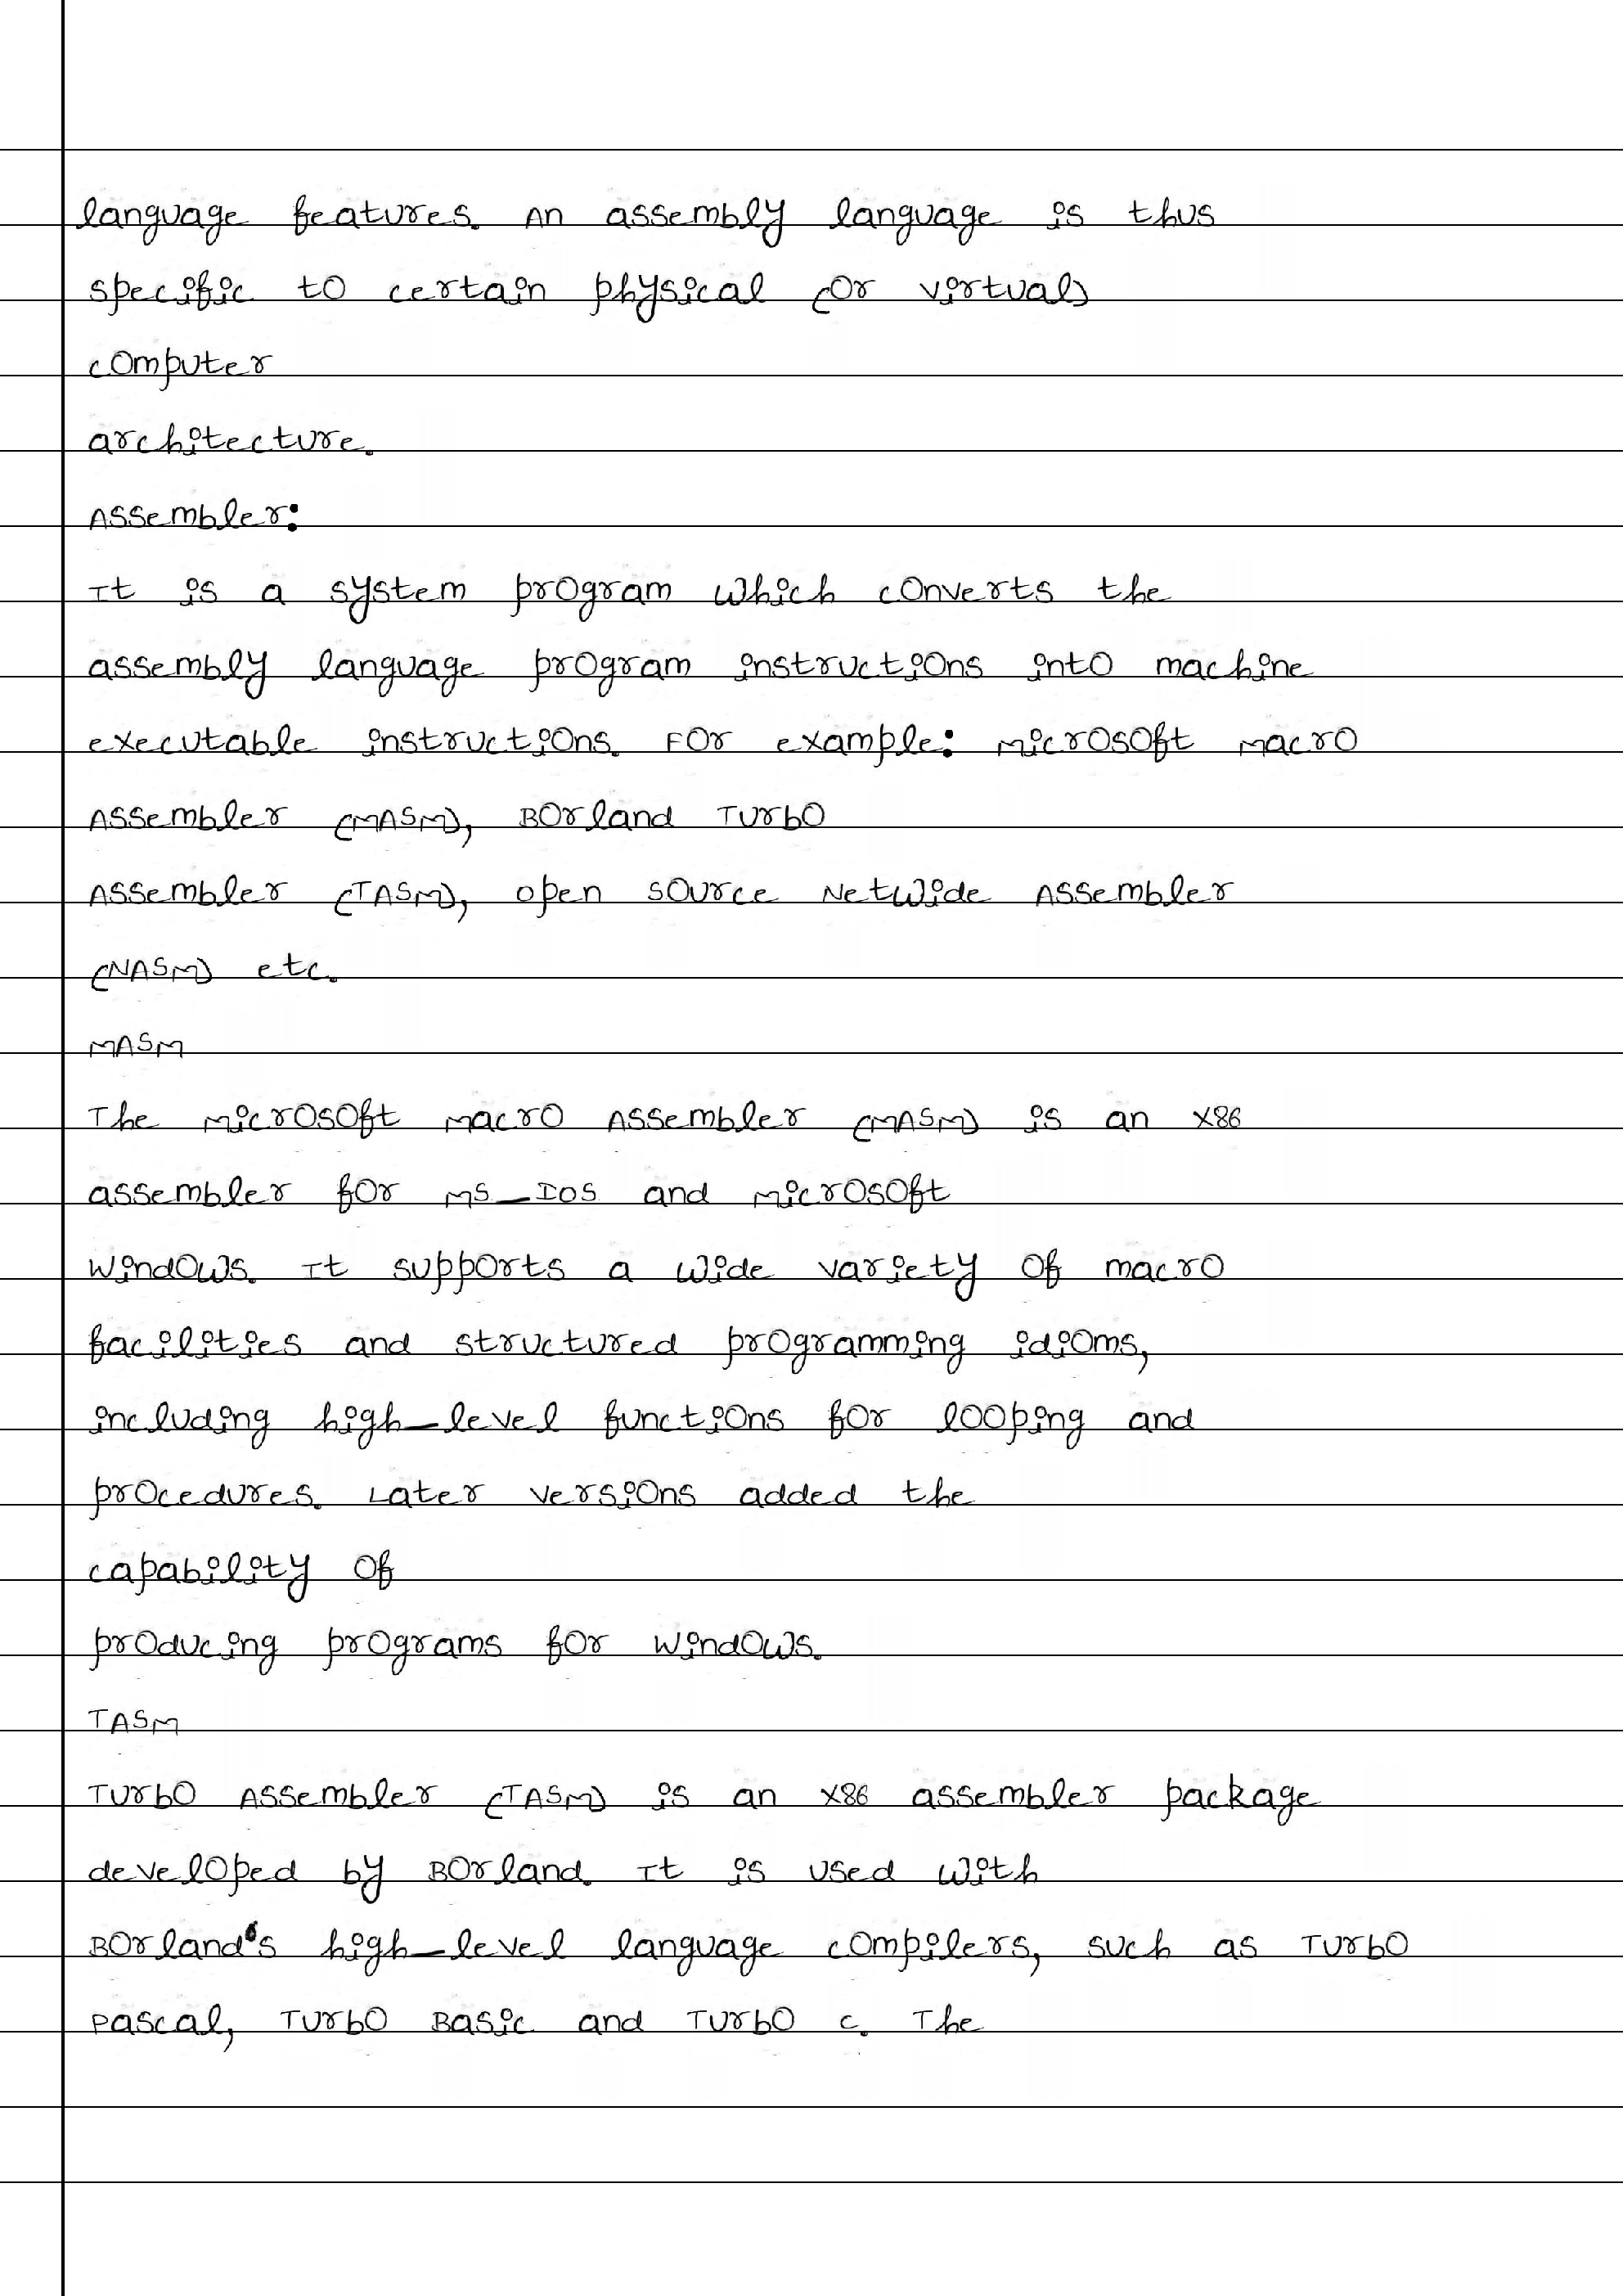 language features. An assembly language is thus
specific to certain physical (or virtual)
computer
architecture.
Assembler:
It is a system program which converts the
assembly language program instructions into machine
executable instructions. For example: Microsoft Macro
Assembler (MASM), Borland Turbo
Assembler (TASM), Open Source Netwide Assembler
(NASM) etc.
MASM
The Microsoft Macro Assembler (MASM) is an x86
assembler for MS-DOS and Microsoft
Windows. It supports a wide variety of macro
facilities and structured programming idioms,
including high-level functions for looping and
procedures. Later versions added the
capability of
producing programs for Windows.
TASM
Turbo Assembler (TASM) is an x86 assembler package
developed by Borland. It is used with
Borland's high-level language compilers, such as Turbo
Pascal, Turbo Basic and Turbo C. The